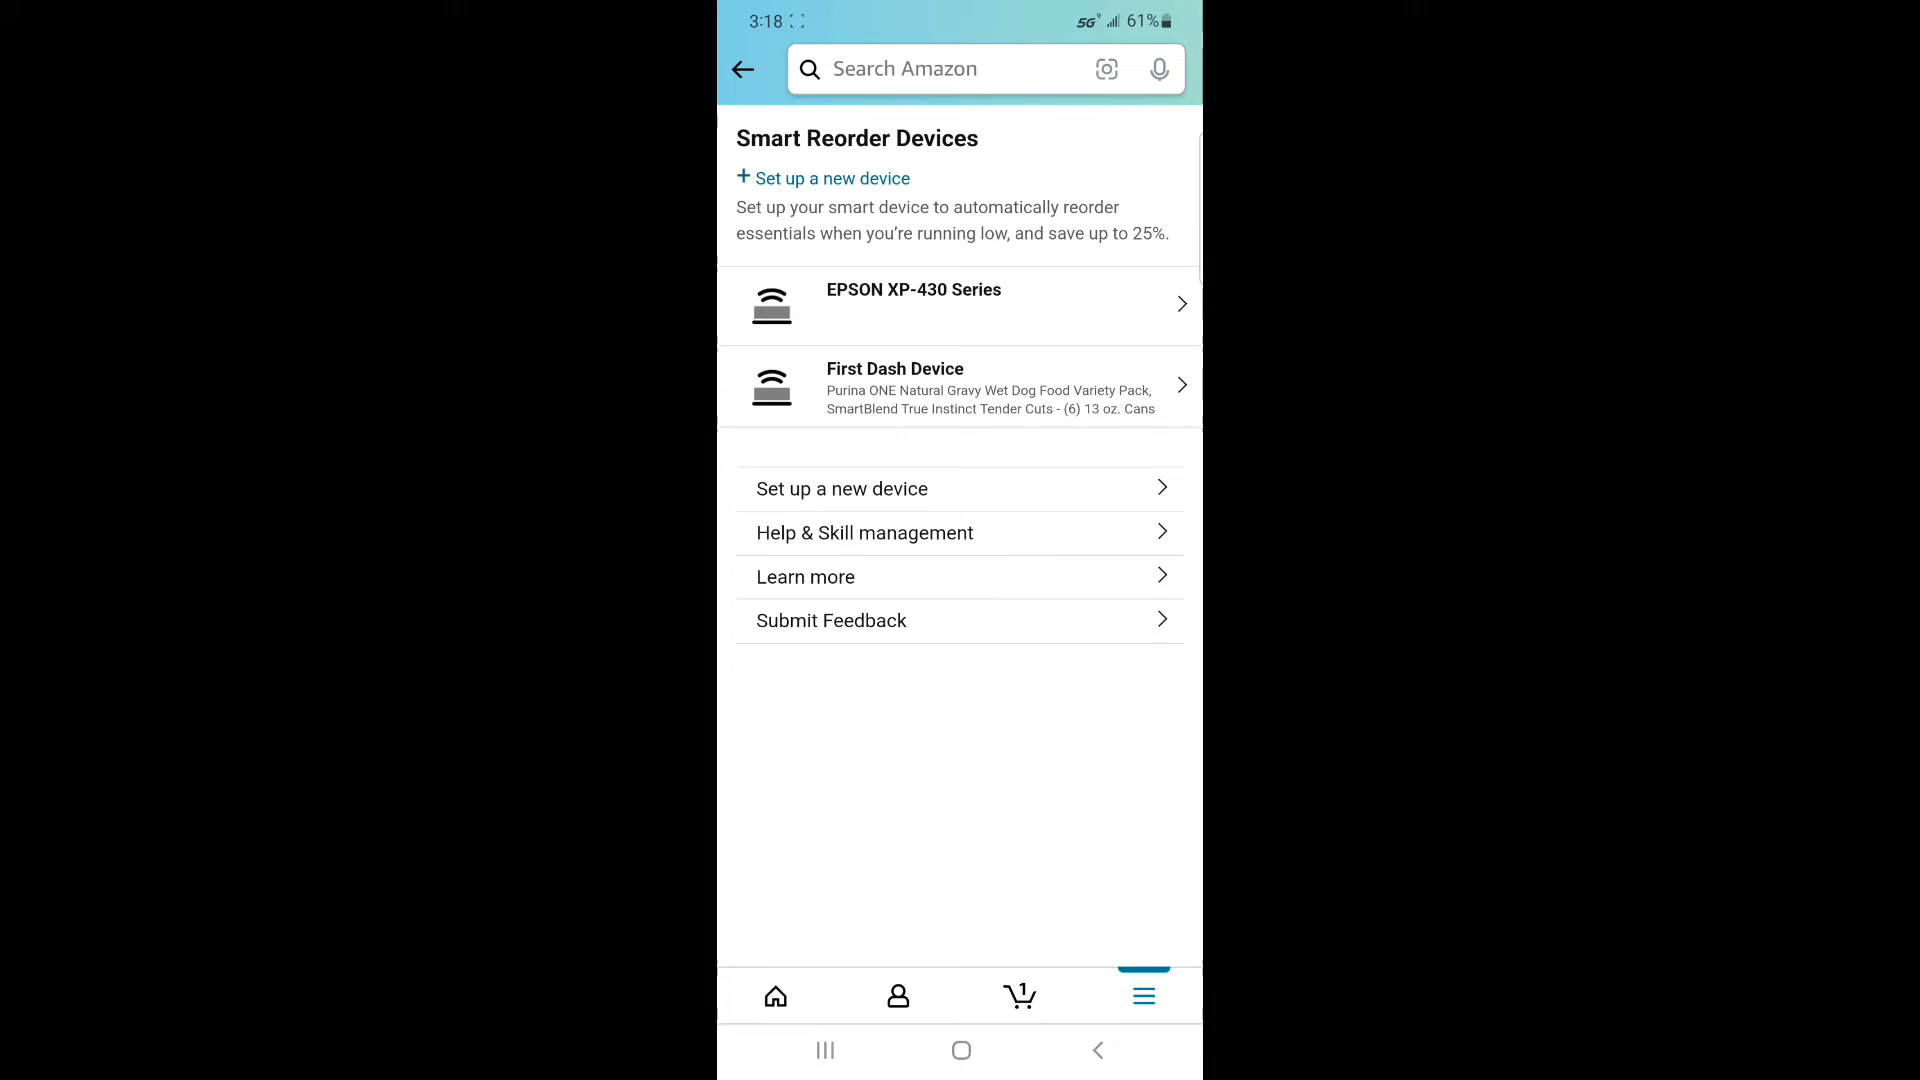 3:18
5G 61%
Search Amazon
Smart Reorder Devices
+ Set up a new device
Set up your smart device to automatically reorder
essentials when you’re running low, and save up to 25%.
EPSON XP-430 Series
First Dash Device
Purina ONE Natural Gravy Wet Dog Food Variety Pack,
SmartBlend True Instinct Tender Cuts - (6) 13 oz. Cans
Set up a new device
Help & Skill management
Learn more
Submit Feedback
1